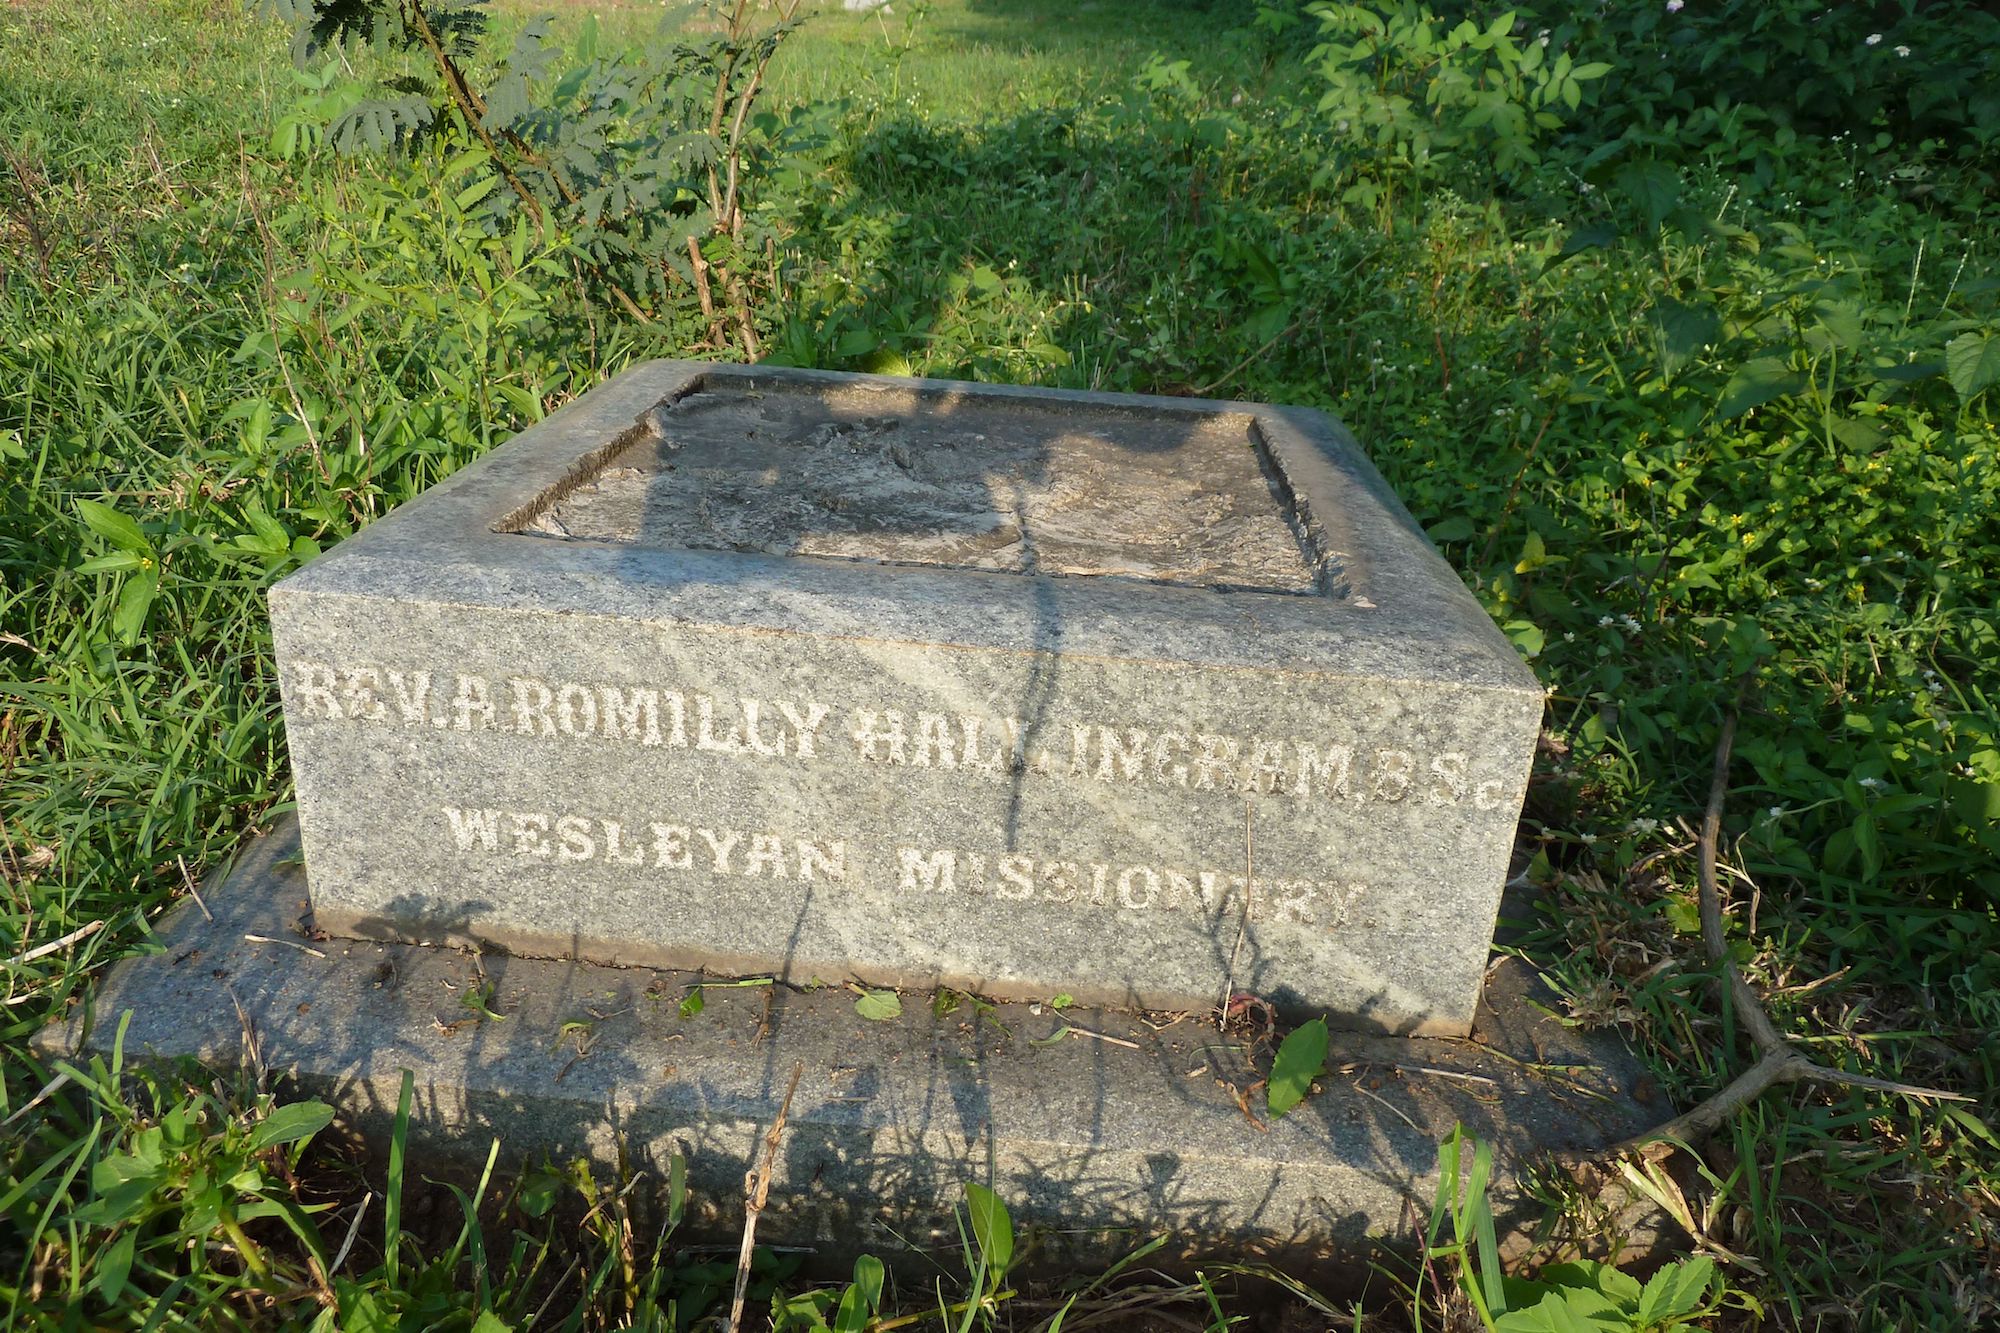 REV. A. ROMILLY HALL INGRAM, B.Sc.
WESLEYAN MISSIONARY.